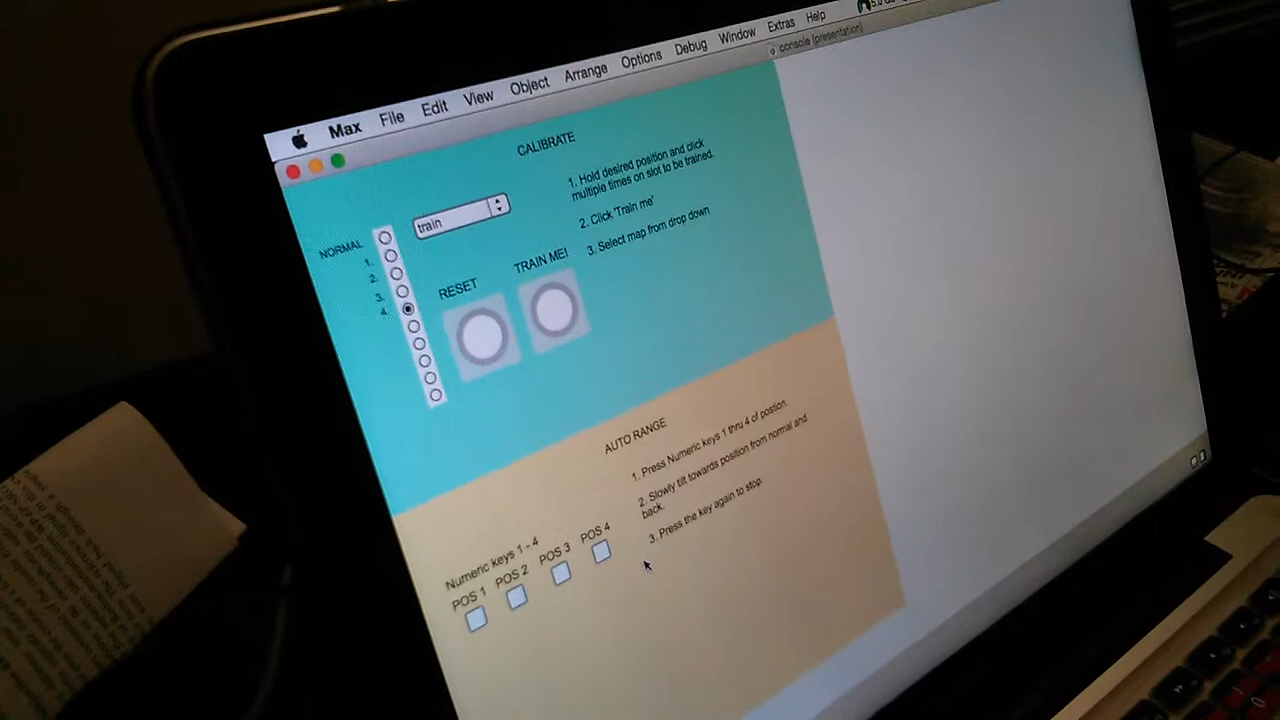 Max File Edit View Object Arrange Options Debug Window Extras Help
console (presentation)
CALIBRATE
train
1. Hold desired position and click
multiple times on slot to be trained.
2. Click 'Train me'
3. Select map from drop down
NORMAL
1.
2.
3.
4.
RESET
TRAIN ME!
AUTO RANGE
1. Press Numeric keys 1 thru 4 of postion.
2. Slowly tilt towards position from normal and
back.
3. Press the key again to stop.
Numeric keys 1 - 4
POS 1 POS 2 POS 3 POS 4